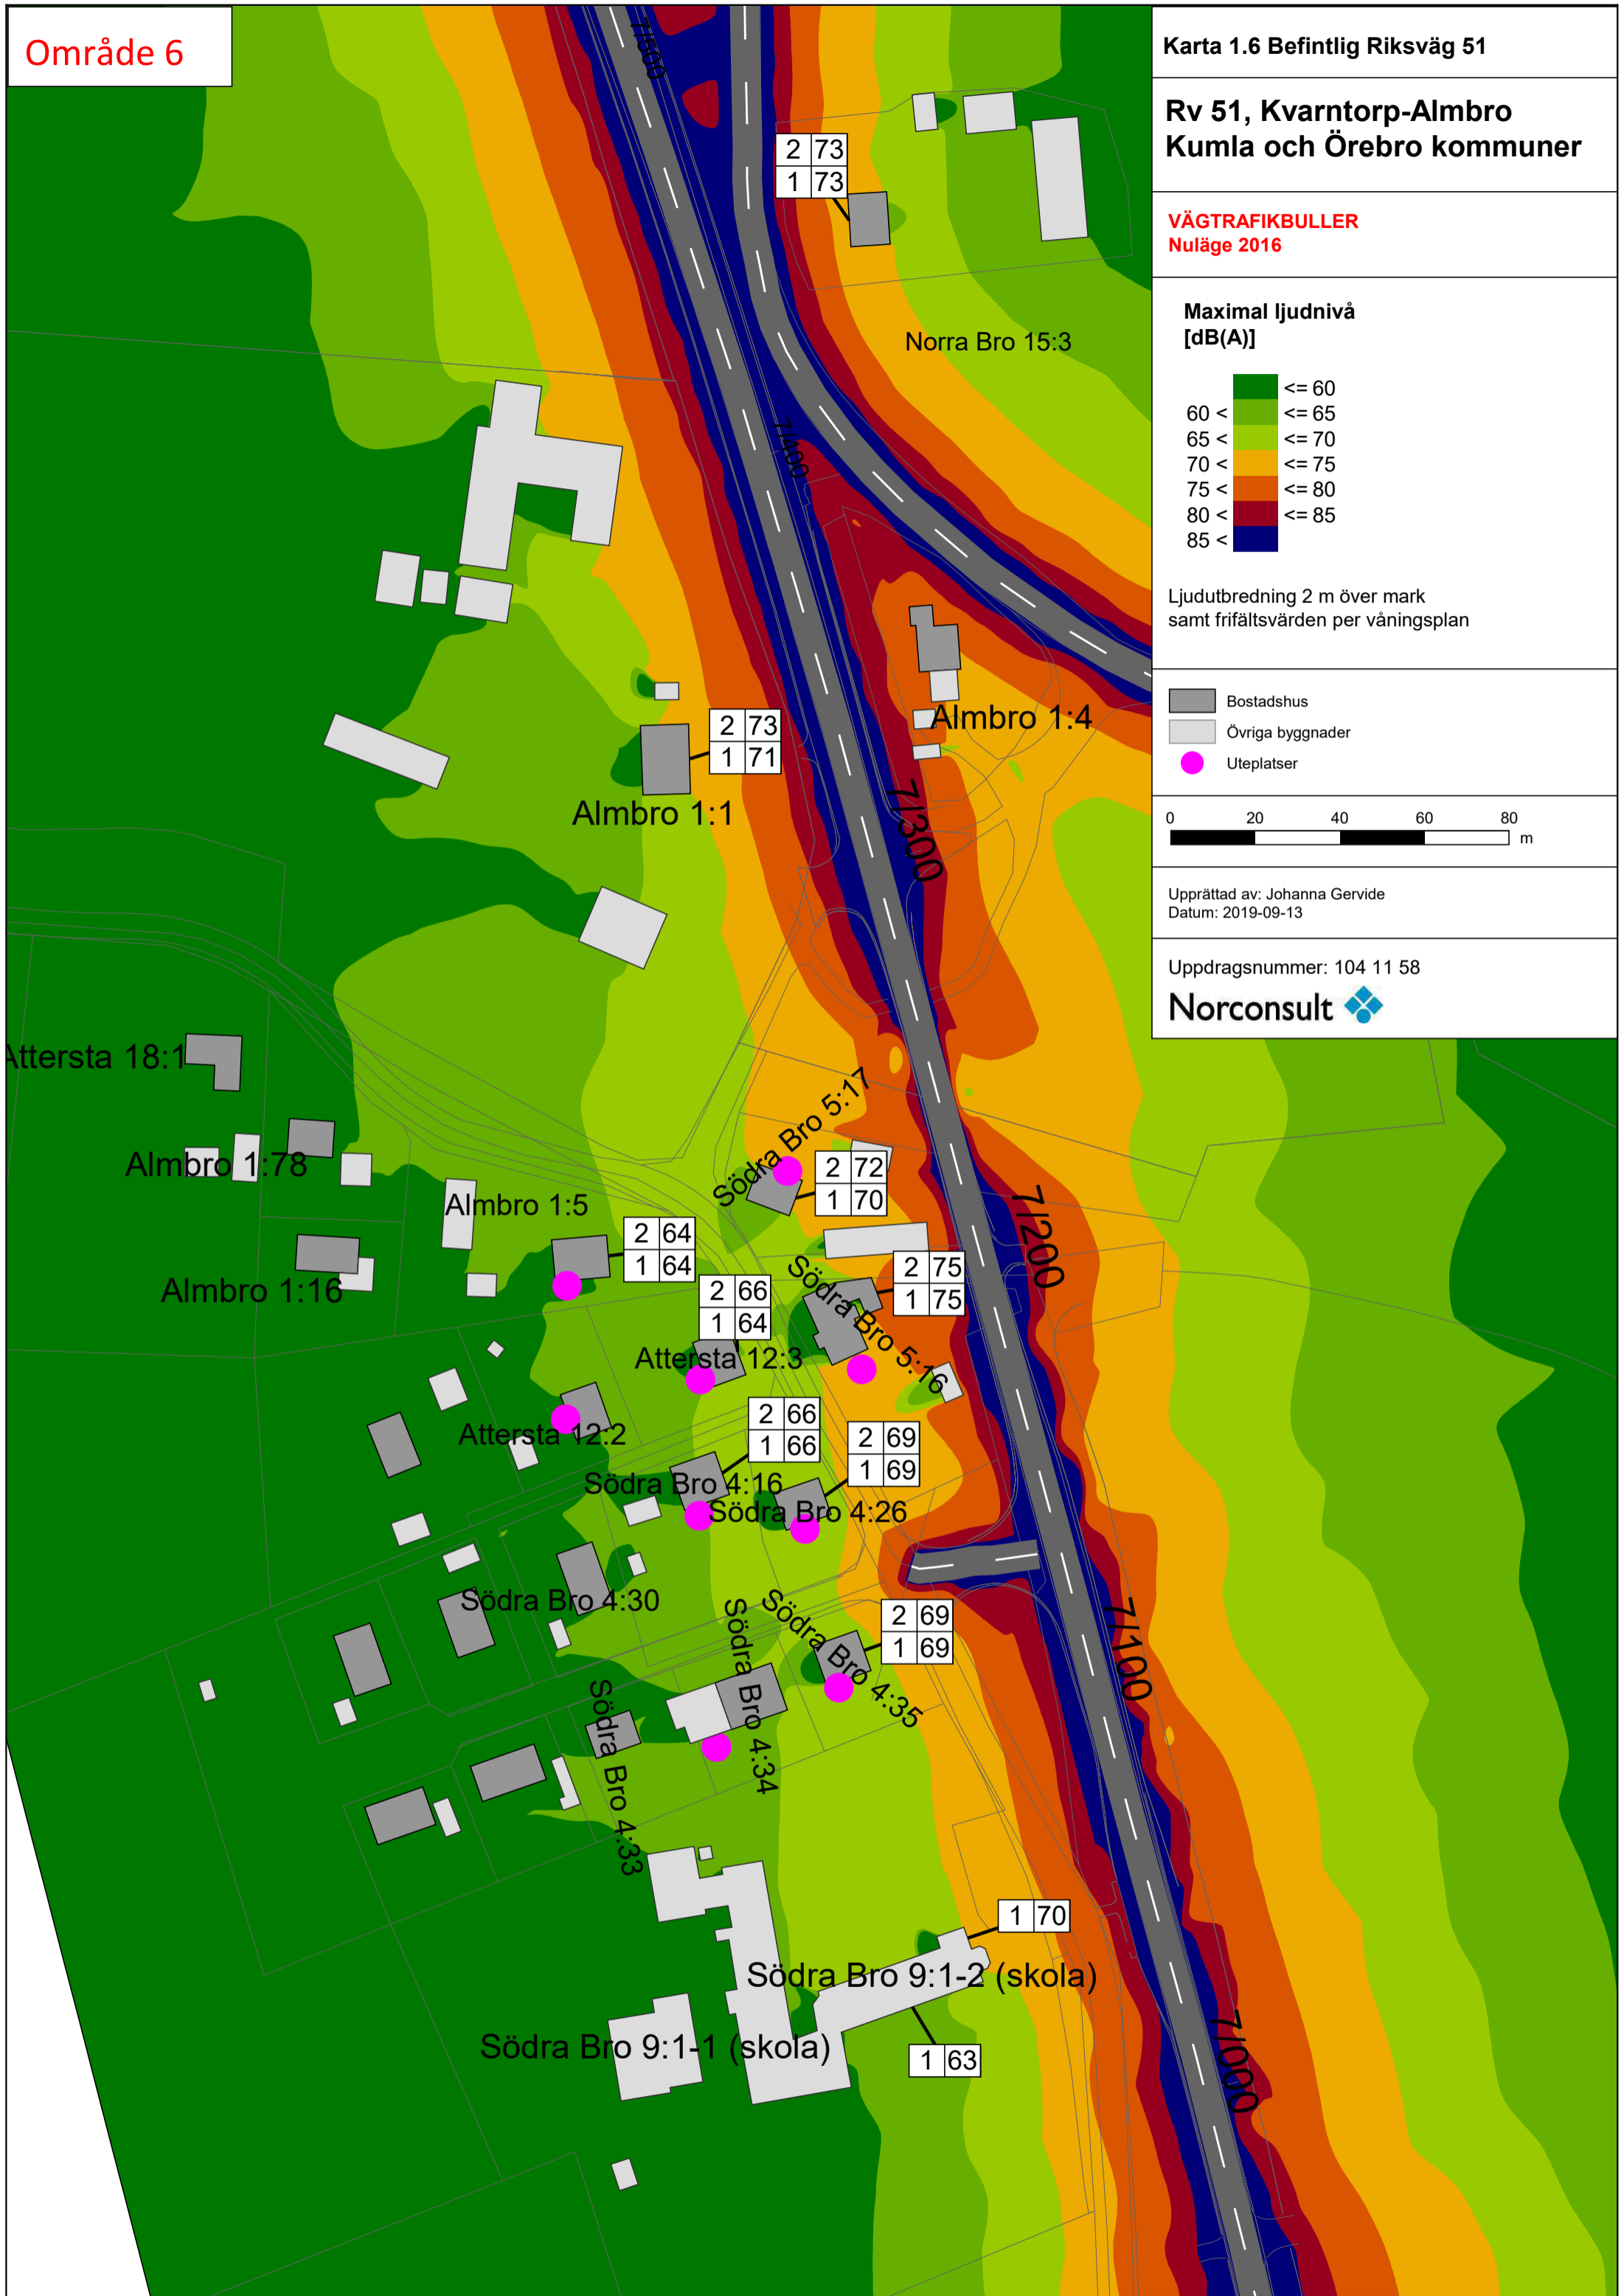 Område 6
Karta 1.6 Befintlig Riksväg 51
Rv 51, Kvarntorp-Almbro
Kumla och Örebro kommuner
VÄGTRAFIKBULLER
Nuläge 2016
Maximal ljudnivå
[dB(A)]
<= 60
60 < <= 65
65 < <= 70
70 < <= 75
75 < <= 80
80 < <= 85
85 <
Ljudutbredning 2 m över mark
samt frifältsvärden per våningsplan
Bostadshus
Övriga byggnader
Uteplatser
0 20 40 60 80
m
Upprättad av: Johanna Gervide
Datum: 2019-09-13
Uppdragsnummer: 104 11 58
Norconsult
7/500
2 73
1 73
Norra Bro 15:3
7/400
Almbro 1:4
2 73
1 71
Almbro 1:1
7/300
Attersta 18:1
Södra Bro 5:17
2 72
1 70
Almbro 1:78
Almbro 1:5
7/200
2 64
1 64
Almbro 1:16
2 75
1 75
Södra Bro 5:16
2 66
1 64
Attersta 12:3
Attersta 12:2
2 66
1 66
2 69
1 69
Södra Bro 4:16
Södra Bro 4:26
Södra Bro 4:30
7/100
2 69
1 69
Södra Bro 4:35
Södra Bro 4:34
Södra Bro 4:33
1 70
Södra Bro 9:1-2 (skola)
Södra Bro 9:1-1 (skola)
1 63
7/000